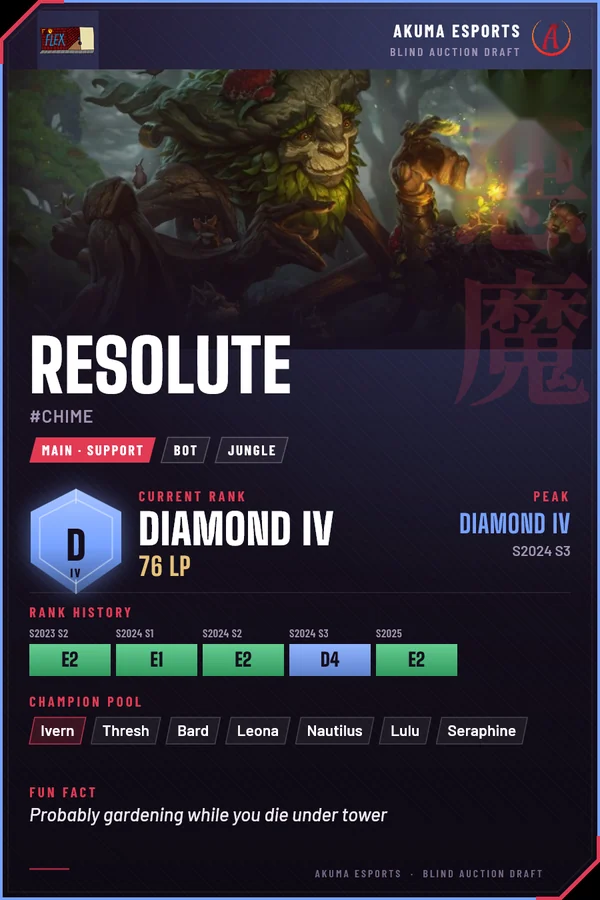 FLEX
AKUMA ESPORTS
BLIND AUCTION DRAFT
A
悪
魔
RESOLUTE
#CHIME
MAIN · SUPPORT
BOT
JUNGLE
D
IV
CURRENT RANK
DIAMOND IV
76 LP
PEAK
DIAMOND IV
S2024 S3
RANK HISTORY
S2023 S2 S2024 S1 S2024 S2 S2024 S3 S2025
E2 E1 E2 D4 E2
CHAMPION POOL
Ivern Thresh Bard Leona Nautilus Lulu Seraphine
FUN FACT
Probably gardening while you die under tower
AKUMA ESPORTS · BLIND AUCTION DRAFT